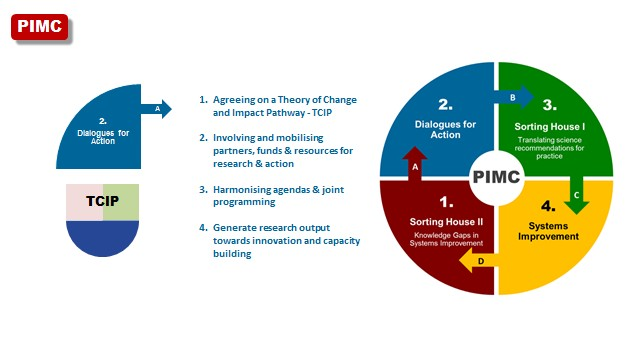 PIMC
2.
Dialogues for
Action
A
TCIP
1. Agreeing on a Theory of Change
and Impact Pathway - TCIP
2. Involving and mobilising
partners, funds & resources for
research & action
3. Harmonising agendas & joint
programming
4. Generate research output
towards innovation and capacity
building
2.
Dialogues for
Action
B
3.
Sorting House I
Translating science
recommendations for
practice
A
PIMC
C
1.
Sorting House II
Knowledge Gaps in
Systems Improvement
4.
Systems
Improvement
D